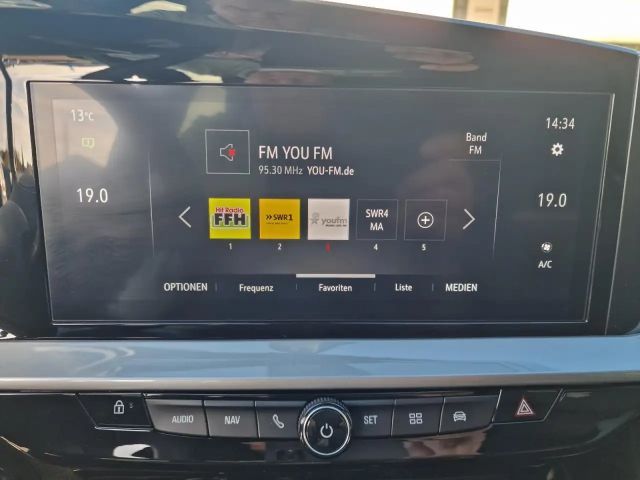 13°C
14:34
FM YOU FM
95.30 MHz YOU-FM.de
Band
FM
19.0
19.0
Hit Radio
FFH
SWR1
youfm
SWR4
MA
1
2
3
4
5
A/C
OPTIONEN
Frequenz
Favoriten
Liste
MEDIEN
AUDIO
NAV
SET